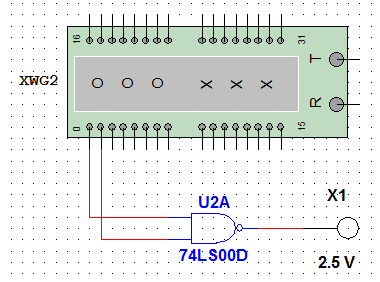 16 31
XWG2 O O O X X X T
R
0 15
U2A X1
74LS00D
2.5 V